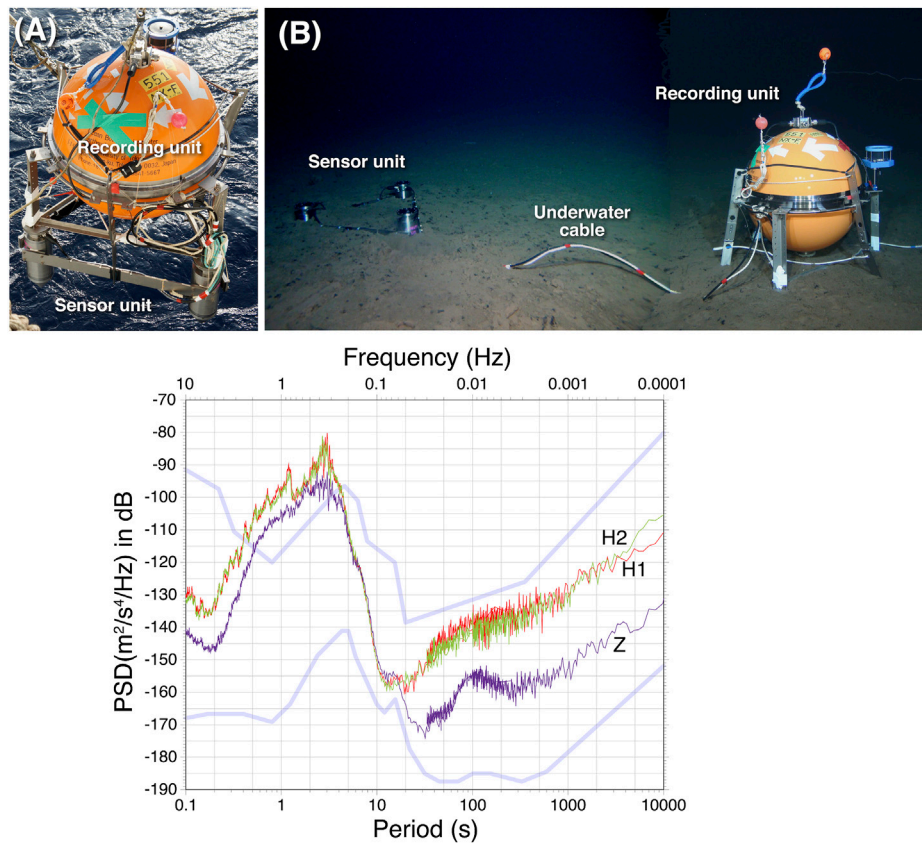 (A)
551
Recording unit
Sensor unit
(B)
Sensor unit
Underwater
cable
Recording unit
Frequency (Hz)
10 1 0.1 0.01 0.001 0.0001
-70
-80
-90
-100
-110
-120
-130
-140
-150
-160
-170
-180
-190
PSD(m²/s⁴/Hz) in dB
H2
H1
Z
0.1 1 10 100 1000 10000
Period (s)